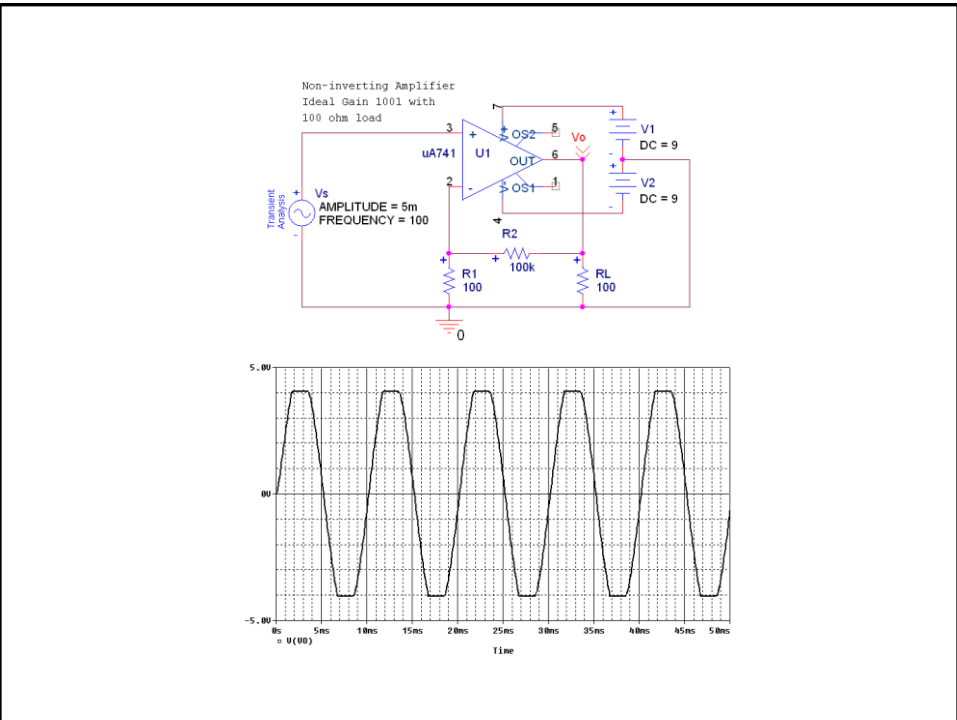 Non-inverting Amplifier
Ideal Gain 1001 with
100 ohm load
7
3
+
OS2
5
Vo
+
V1
DC = 9
-
uA741
U1
OUT
6
2
-
OS1
1
+
V2
DC = 9
-
4
Transient
Analysis
+
Vs
AMPLITUDE = 5m
FREQUENCY = 100
-
R2
+
100k
+
R1
100
+
RL
100
0
5.0V
0V
-5.0V
0s
5ms
10ms
15ms
20ms
25ms
30ms
35ms
40ms
45ms
50ms
V(VO)
Time